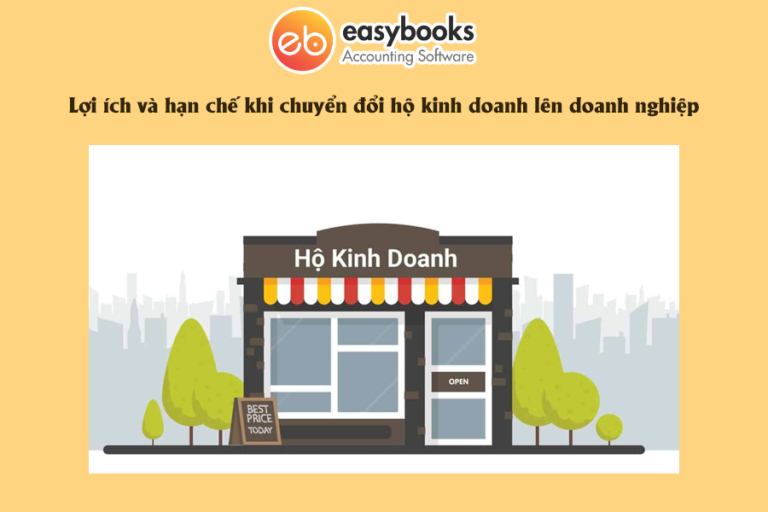 eb easybooks
Accounting Software
Lợi ích và hạn chế khi chuyển đổi hộ kinh doanh lên doanh nghiệp
Hộ Kinh Doanh
OPEN
BEST
PRICE
TODAY